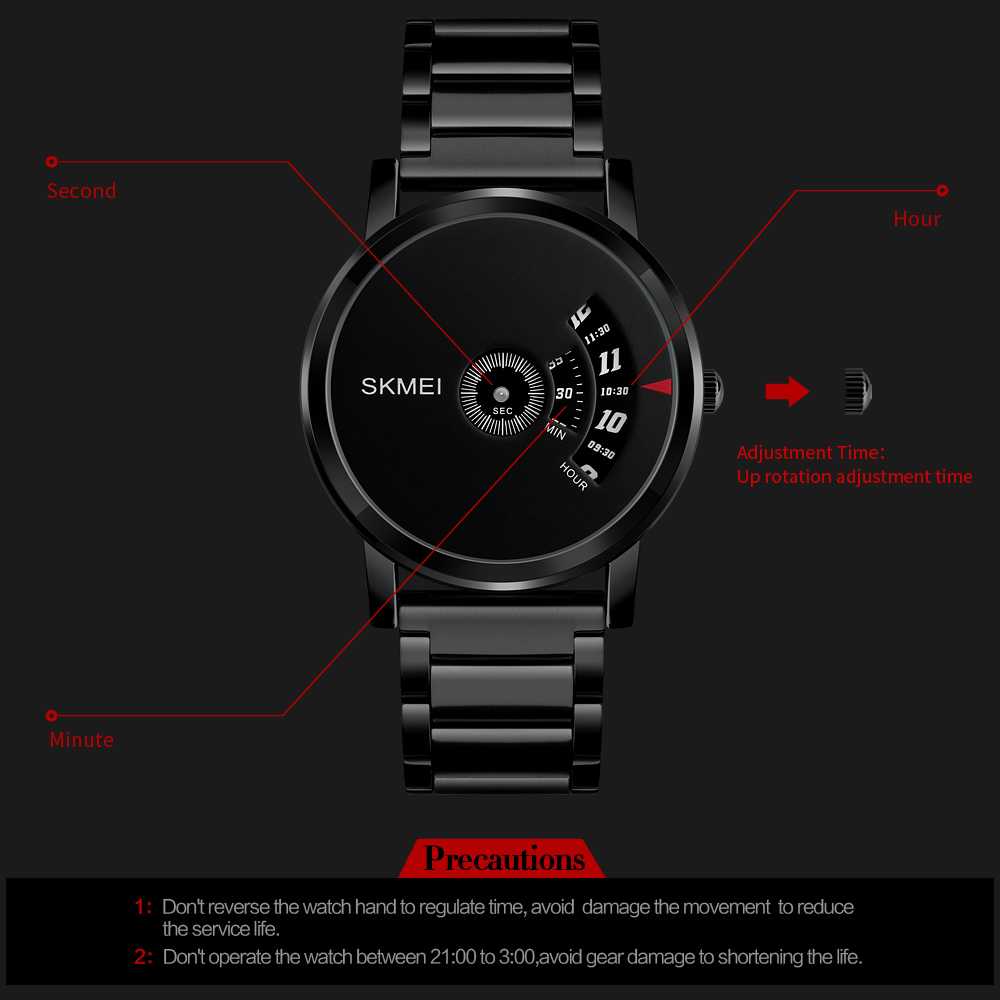 Second
Hour
12
11:30
11
10:30
10
09:30
SKMEI
SEC
30
MIN
HOUR
Adjustment Time:
Up rotation adjustment time
Minute
Precautions
1: Don't reverse the watch hand to regulate time, avoid damage the movement to reduce
the service life.
2: Don't operate the watch between 21:00 to 3:00,avoid gear damage to shortening the life.